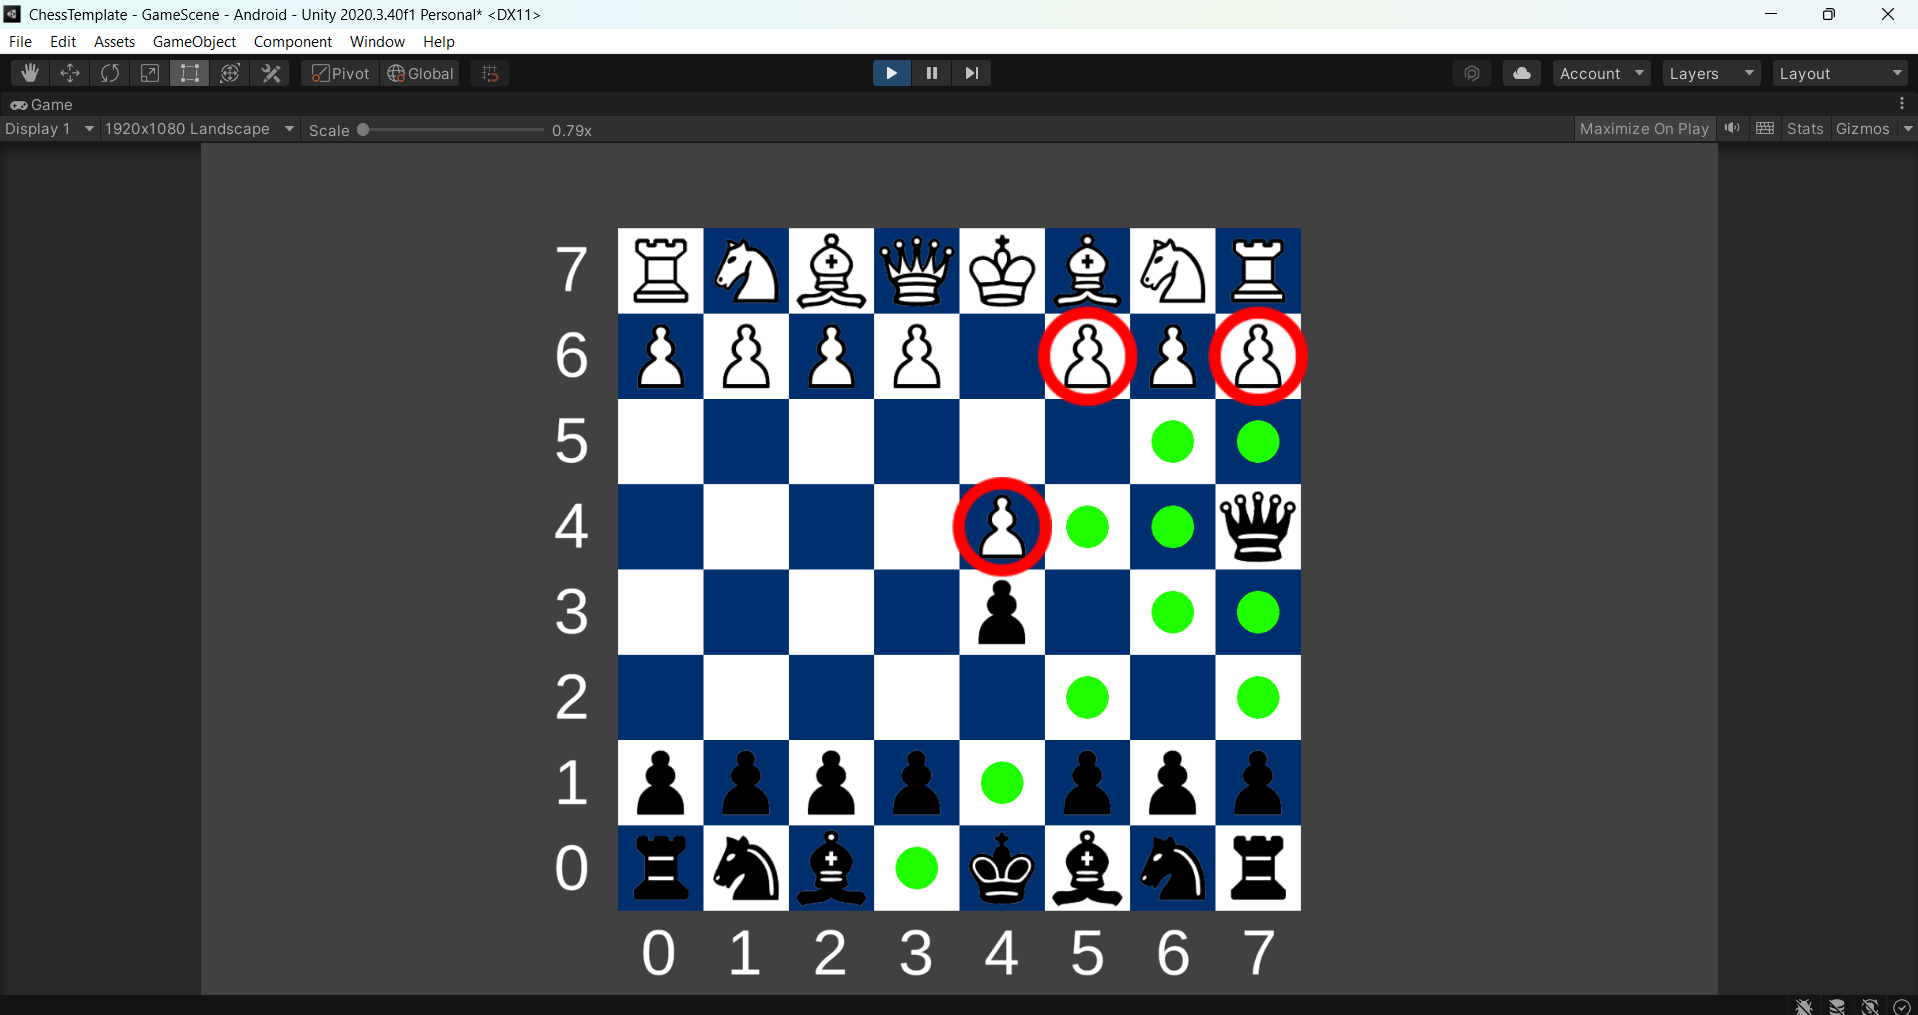 ChessTemplate - GameScene - Android - Unity 2020.3.40f1 Personal* <DX11>
File Edit Assets GameObject Component Window Help
Pivot Global Account Layers Layout
Game
Display 1 1920x1080 Landscape Scale 0.79x Maximize On Play Stats Gizmos
7
6
5
4
3
2
1
0
0 1 2 3 4 5 6 7